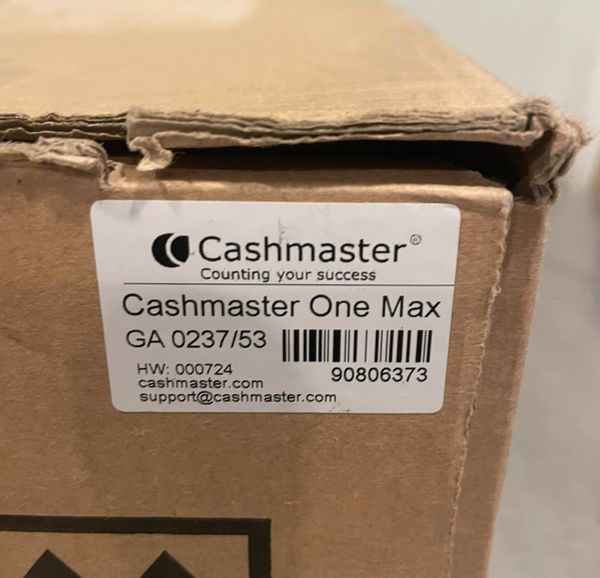 Cashmaster®
Counting your success
Cashmaster One Max
GA 0237/53
HW: 000724
90806373
cashmaster.com
support@cashmaster.com